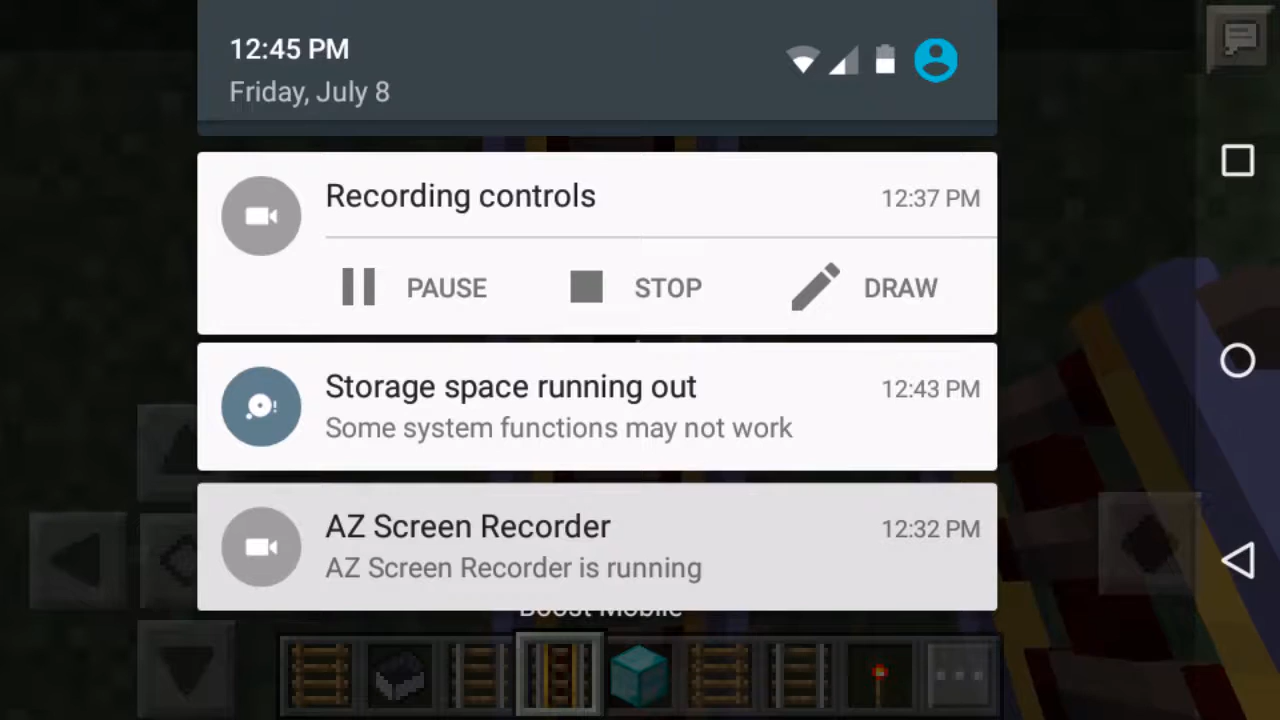 12:45 PM
Friday, July 8
Recording controls 12:37 PM
PAUSE STOP DRAW
Storage space running out 12:43 PM
Some system functions may not work
AZ Screen Recorder 12:32 PM
AZ Screen Recorder is running
Boost Mobile